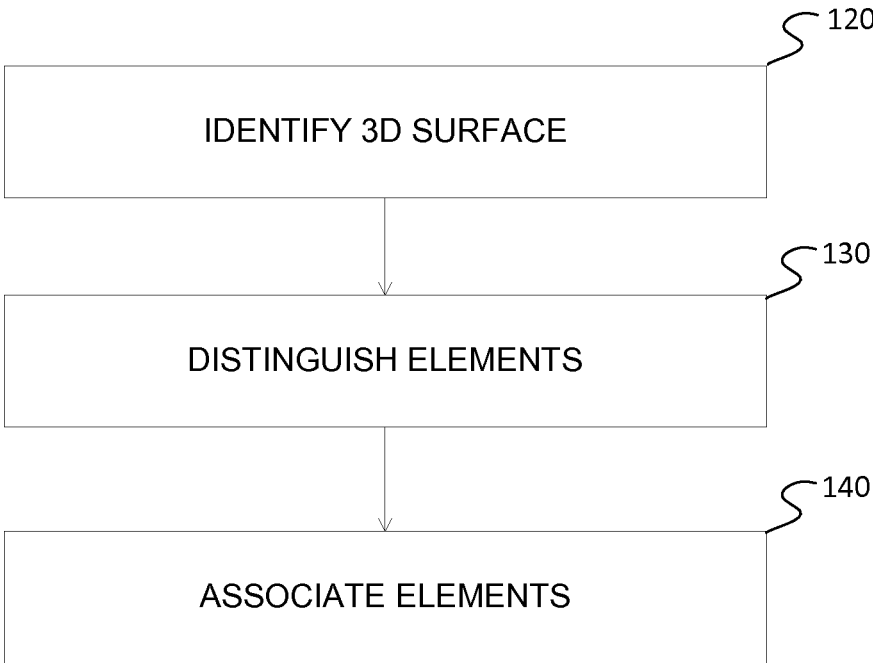 120
IDENTIFY 3D SURFACE
130
DISTINGUISH ELEMENTS
140
ASSOCIATE ELEMENTS